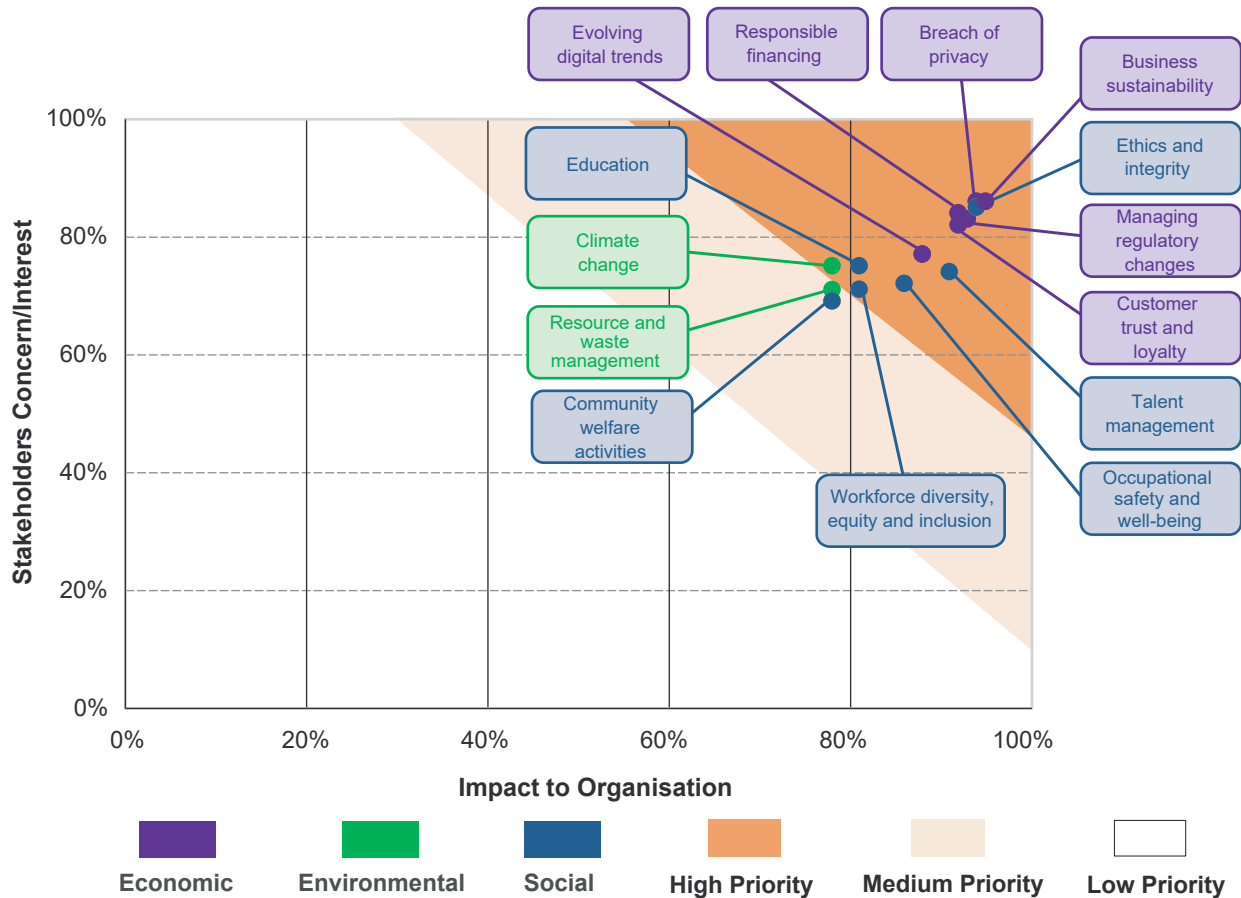 Evolving
digital trends
Responsible
financing
Breach of
privacy
Business
sustainability
Ethics and
integrity
Managing
regulatory
changes
Customer
trust and
loyalty
Talent
management
Occupational
safety and
well-being
Education
Climate
change
Resource and
waste
management
Community
welfare
activities
Workforce diversity,
equity and inclusion
Stakeholders Concern/Interest
100%
80%
60%
40%
20%
0%
0%
20%
40%
60%
80%
100%
Impact to Organisation
Economic
Environmental
Social
High Priority
Medium Priority
Low Priority